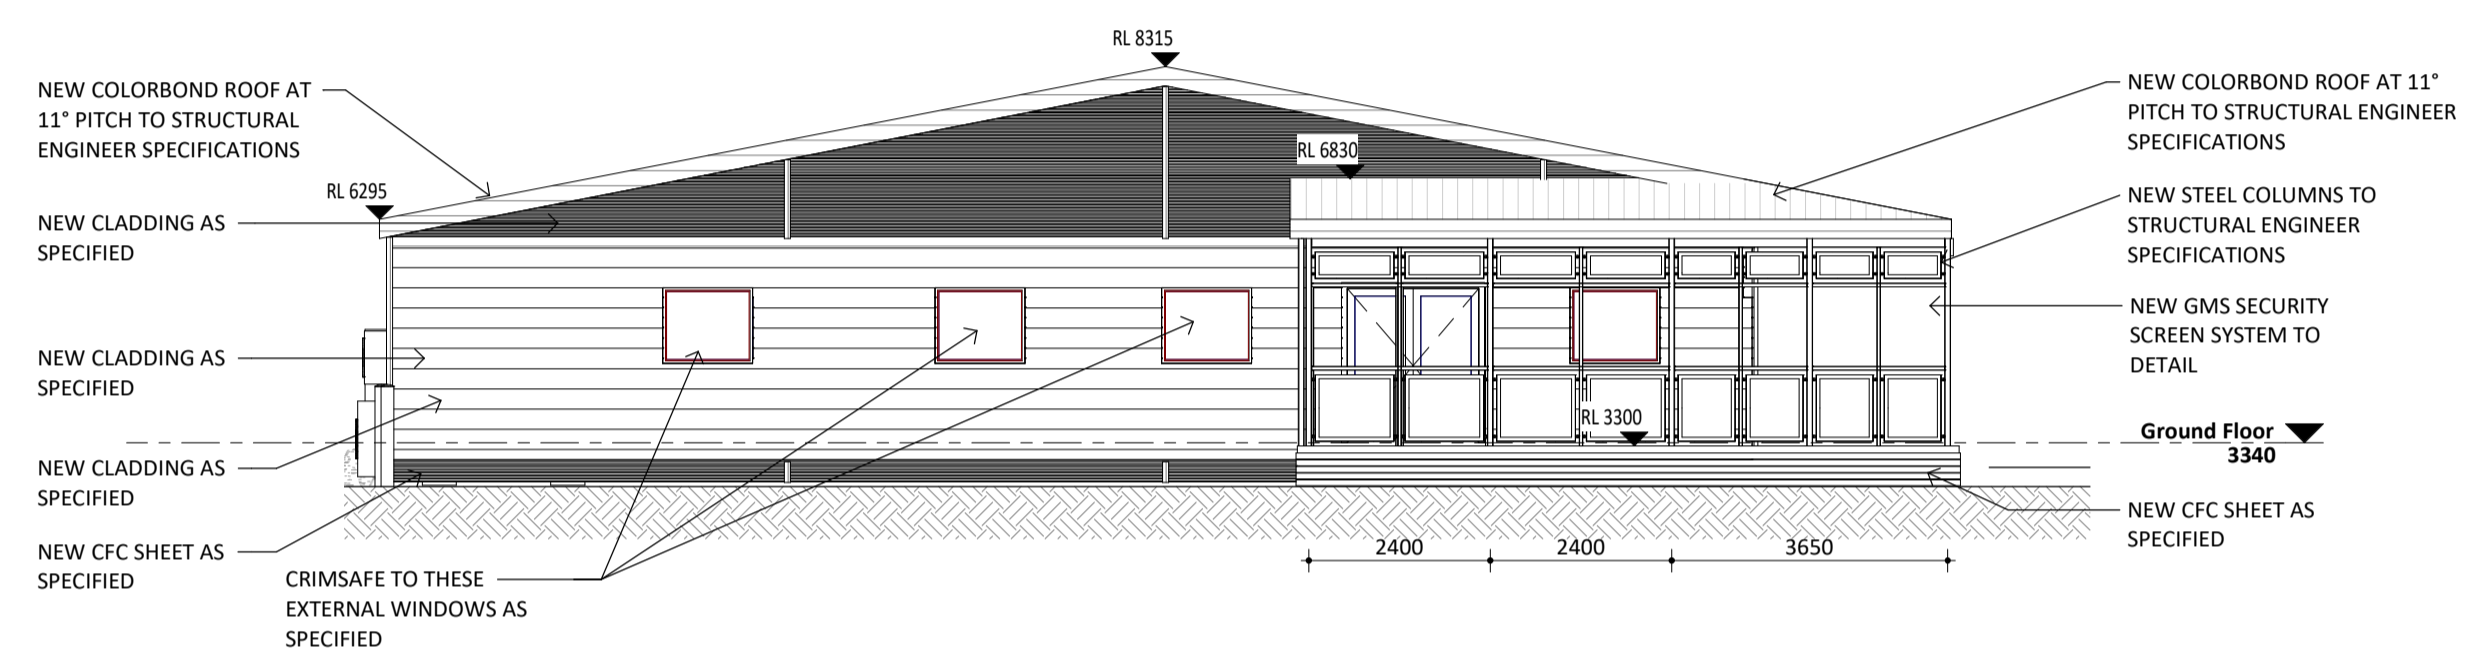 RL 8315
NEW COLORBOND ROOF AT
11° PITCH TO STRUCTURAL
ENGINEER SPECIFICATIONS
RL 6295
NEW CLADDING AS
SPECIFIED
NEW CLADDING AS
SPECIFIED
NEW CLADDING AS
SPECIFIED
NEW CFC SHEET AS
SPECIFIED
CRIMSAFE TO THESE
EXTERNAL WINDOWS AS
SPECIFIED
RL 6830
RL 3300
2400
2400
3650
NEW COLORBOND ROOF AT 11°
PITCH TO STRUCTURAL ENGINEER
SPECIFICATIONS
NEW STEEL COLUMNS TO
STRUCTURAL ENGINEER
SPECIFICATIONS
NEW GMS SECURITY
SCREEN SYSTEM TO
DETAIL
Ground Floor
3340
NEW CFC SHEET AS
SPECIFIED